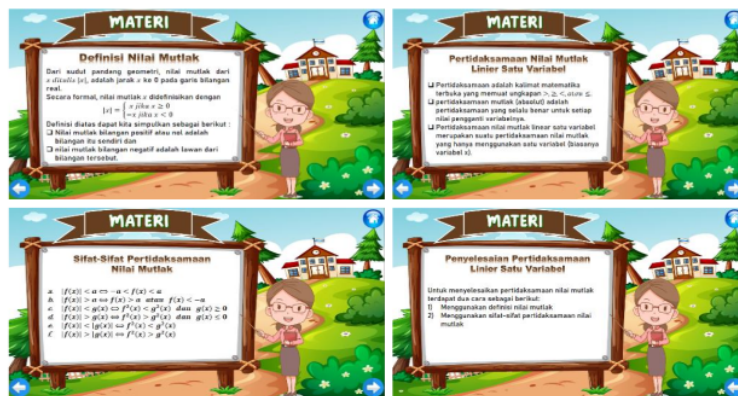 MATERI
Definisi Nilai Mutlak
Dari sudut pandang geometri, nilai mutlak dari
x ditulis |x|, adalah jarak x ke 0 pada garis bilangan
real.
Secara formal, nilai mutlak x didefinisikan dengan
|x| = { x jika x ≥ 0
−x jika x < 0
Definisi diatas dapat kita simpulkan sebagai berikut :
❑ Nilai mutlak bilangan positif atau nol adalah
bilangan itu sendiri dan
❑ nilai mutlak bilangan negatif adalah lawan dari
bilangan tersebut.
MATERI
Pertidaksamaan Nilai Mutlak
Linier Satu Variabel
❑ Pertidaksamaan adalah kalimat matematika
terbuka yang memuat ungkapan >, ≥, <, atau ≤.
❑ pertidaksamaan mutlak (absolut) adalah
pertidaksamaan yang selalu benar untuk setiap
nilai pengganti variabelnya.
❑ Pertidaksamaan nilai mutlak linear satu variabel
merupakan suatu pertidaksamaan nilai mutlak
yang hanya menggunakan satu variabel (biasanya
variabel x).
MATERI
Sifat-Sifat Pertidaksamaan
Nilai Mutlak
a. |f(x)| < a ⇔ −a < f(x) < a
b. |f(x)| > a ⇔ f(x) > a atau f(x) < −a
c. |f(x)| < g(x) ⇔ f²(x) < g²(x) dan g(x) ≥ 0
d. |f(x)| > g(x) ⇔ f²(x) > g²(x) dan g(x) ≤ 0
e. |f(x)| < |g(x)| ⇔ f²(x) < g²(x)
f. |f(x)| > |g(x)| ⇔ f²(x) > g²(x)
MATERI
Penyelesaian Pertidaksamaan
Linier Satu Variabel
Untuk menyelesaikan pertidaksamaan nilai mutlak
terdapat dua cara sebagai berikut:
1) Menggunakan definisi nilai mutlak
2) Menggunakan sifat-sifat pertidaksamaan nilai
mutlak